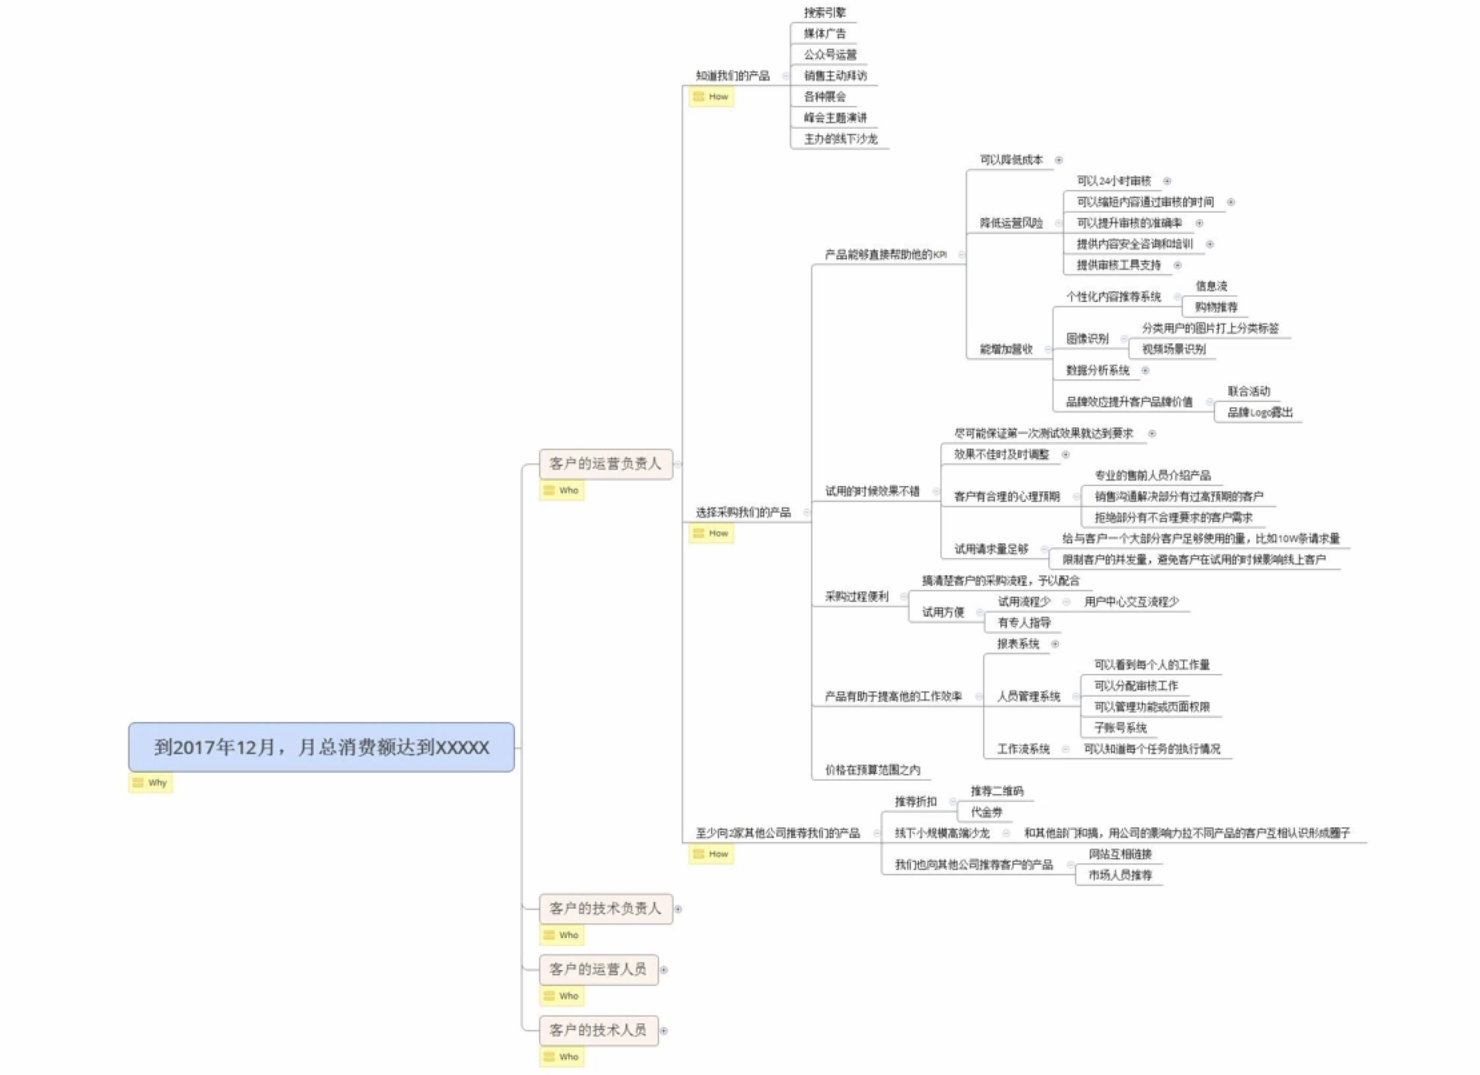 到2017年12月，月总消费额达到XXXXX
Why
客户的运营负责人
Who
知道我们的产品
How
搜索引擎
媒体广告
公众号运营
销售主动拜访
各种展会
峰会主题演讲
主办的线下沙龙
选择采购我们的产品
How
产品能够直接帮助他的KPI
可以降低成本
降低运营风险
可以24小时审核
可以缩短内容通过审核的时间
可以提升审核的准确率
提供内容安全咨询和培训
提供审核工具支持
能增加营收
个性化内容推荐系统
信息流
购物推荐
图像识别
分类用户的图片打上分类标签
视频场景识别
数据分析系统
品牌效应提升客户品牌价值
联合活动
品牌Logo露出
试用的时候效果不错
尽可能保证第一次测试效果就达到要求
效果不佳时及时调整
客户有合理的心理预期
专业的售前人员介绍产品
销售沟通解决部分有过高预期的客户
拒绝部分有不合理要求的客户需求
试用请求量足够
给与客户一个大部分客户足够使用的量，比如10W条请求量
限制客户的并发量，避免客户在试用的时候影响线上客户
采购过程便利
搞清楚客户的采购流程，予以配合
试用方便
试用流程少
用户中心交互流程少
有专人指导
产品有助于提高他的工作效率
报表系统
人员管理系统
可以看到每个人的工作量
可以分配审核工作
可以管理功能或页面权限
子账号系统
工作流系统
可以知道每个任务的执行情况
价格在预算范围之内
至少向2家其他公司推荐我们的产品
How
推荐折扣
推荐二维码
代金券
线下小规模高端沙龙
和其他部门和搞，用公司的影响力拉不同产品的客户互相认识形成圈子
我们也向其他公司推荐客户的产品
网站互相链接
市场人员推荐
客户的技术负责人
Who
客户的运营人员
Who
客户的技术人员
Who